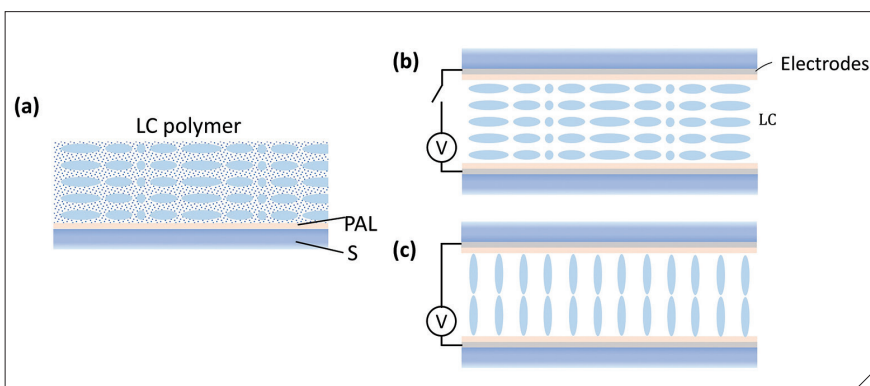 (a)
LC polymer
PAL
S
(b)
Electrodes
LC
V
(c)
V